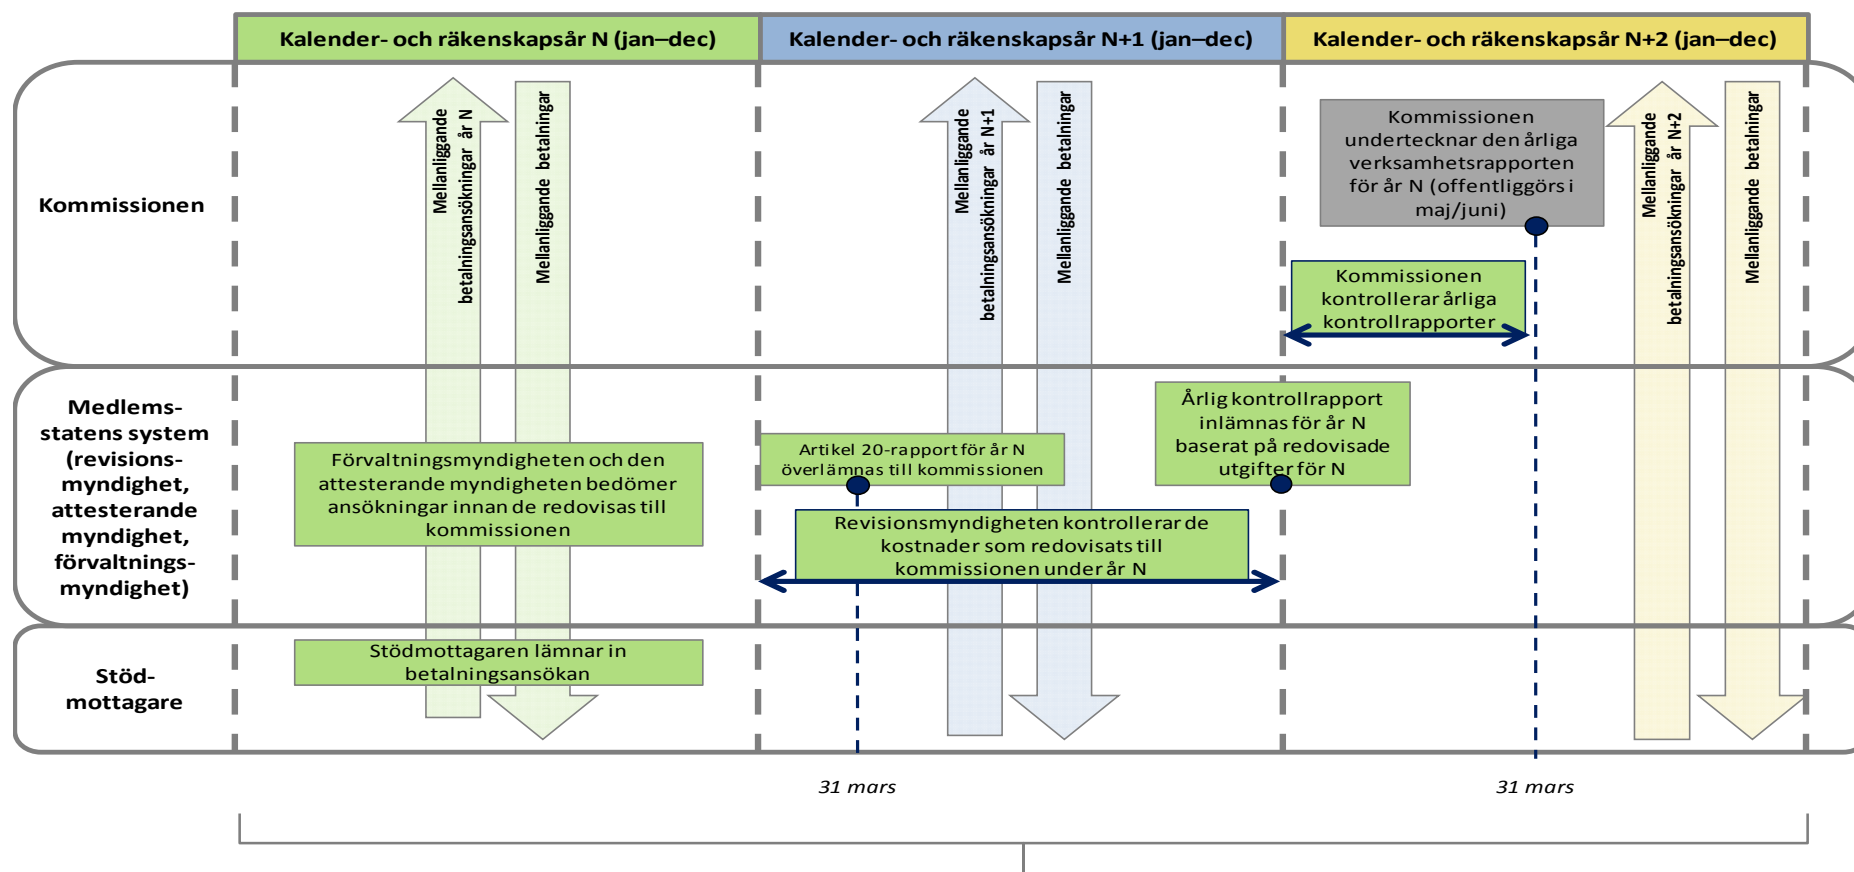 Kalender- och räkenskapsår N (jan–dec)
Kalender- och räkenskapsår N+1 (jan–dec)
Kalender- och räkenskapsår N+2 (jan–dec)
Kommissionen
Mellanliggande
betalningsansökningar år N
Mellanliggande betalningar
Mellanliggande
betalningsansökningar år N+1
Mellanliggande betalningar
Kommissionen
undertecknar den årliga
verksamhetsrapporten
för år N (offentliggörs i
maj/juni)
Mellanliggande
betalningsansökningar år N+2
Mellanliggande betalningar
Kommissionen
kontrollerar årliga
kontrollrapporter
Medlems-
statens system
(revisions-
myndighet,
attesterande
myndighet,
förvaltnings-
myndighet)
Förvaltningsmyndigheten och den
attesterande myndigheten bedömer
ansökningar innan de redovisas till
kommissionen
Artikel 20-rapport för år N
överlämnas till kommissionen
Årlig kontrollrapport
inlämnas för år N
baserat på redovisade
utgifter för N
Revisionsmyndigheten kontrollerar de
kostnader som redovisats till
kommissionen under år N
Stöd-
mottagare
Stödmottagaren lämnar in
betalningsansökan
31 mars
31 mars